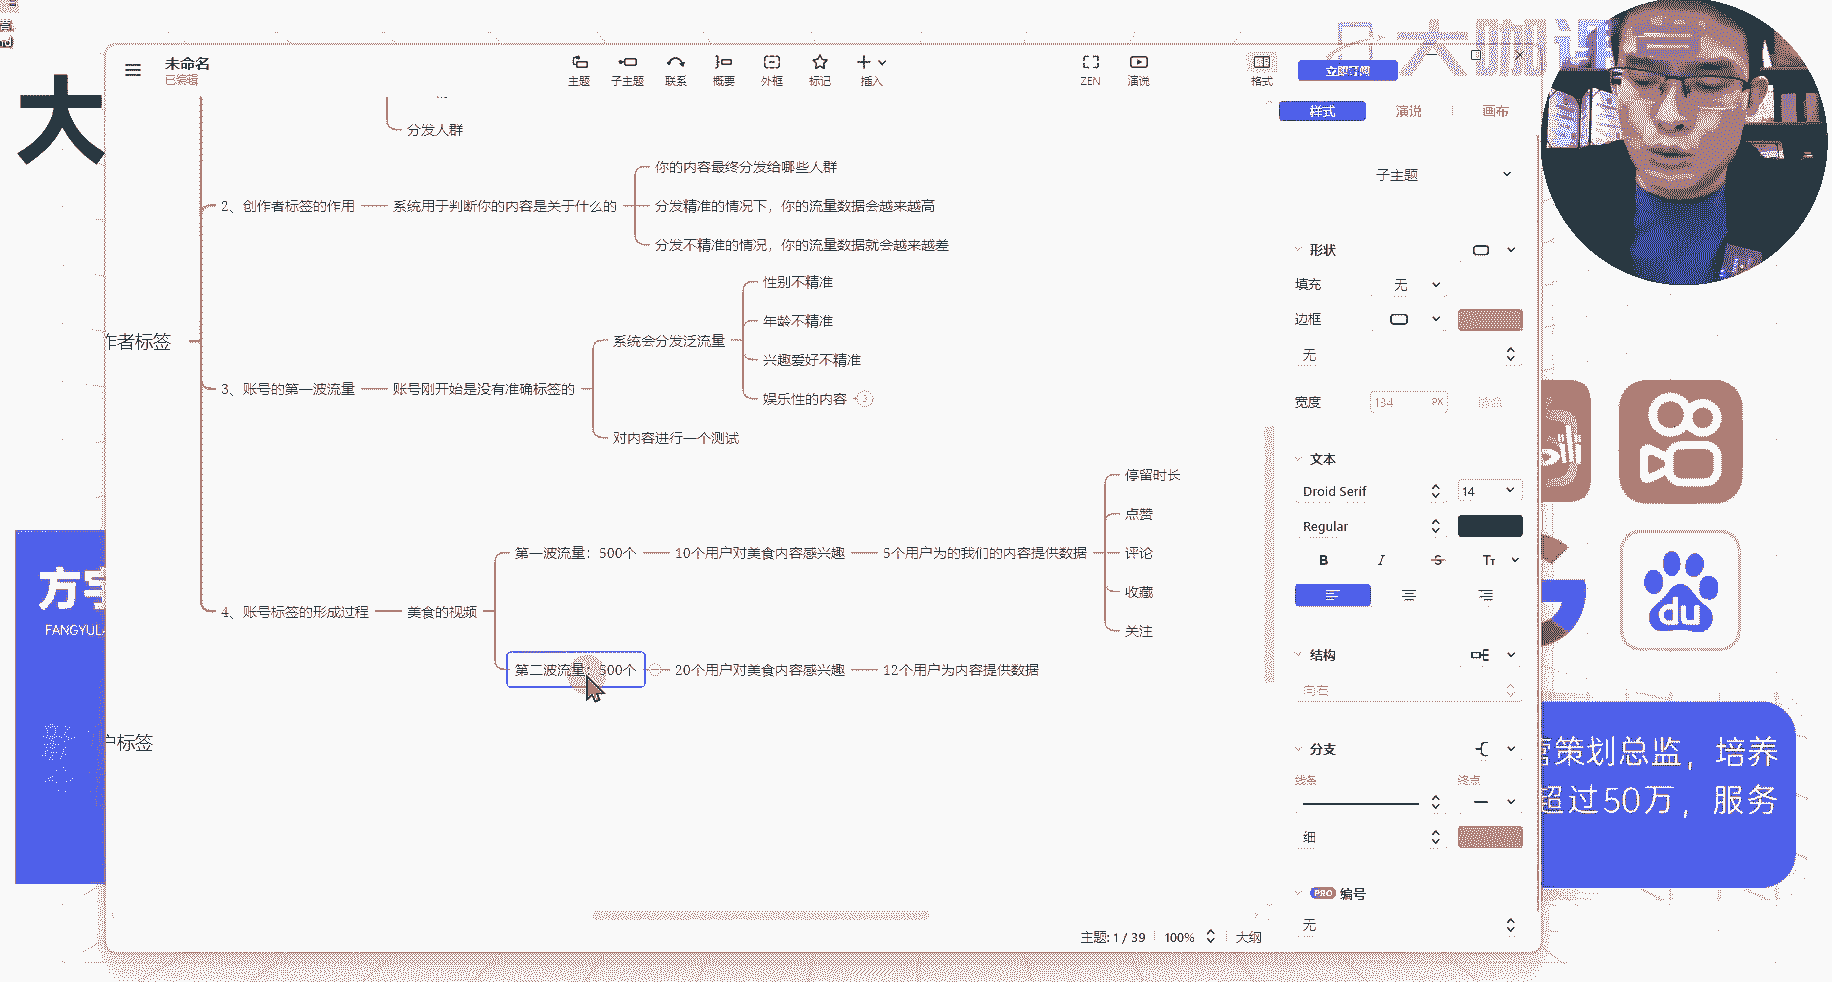 大咖课堂
未命名
已编辑
主题
子主题
联系
概要
外框
标记
插入
ZEN
演说
格式
立即订阅
样式
演说
画布
大
分发人群
2、创作者标签的作用
系统用于判断你的内容是关于什么的
你的内容最终分发给哪些人群
分发精准的情况下，你的流量数据会越来越高
分发不精准的情况，你的流量数据就会越来越差
作者标签
3、账号的第一波流量
账号刚开始是没有准确标签的
系统会分发泛流量
性别不精准
年龄不精准
兴趣爱好不精准
娱乐性的内容
3
对内容进行一个测试
4、账号标签的形成过程
美食的视频
第一波流量：500个
10个用户对美食内容感兴趣
5个用户为的我们的内容提供数据
停留时长
点赞
评论
收藏
关注
第二波流量：500个
20个用户对美食内容感兴趣
12个用户为内容提供数据
户标签
子主题
形状
填充
无
边框
无
宽度
184
PX
文本
Droid Serif
14
Regular
B
I
S
Tт
结构
向右
分支
线条
终点
细
PRO
编号
无
主题: 1 / 39
100%
大纲
方宇
FANGYU
du
营策划总监，培养
超过50万，服务